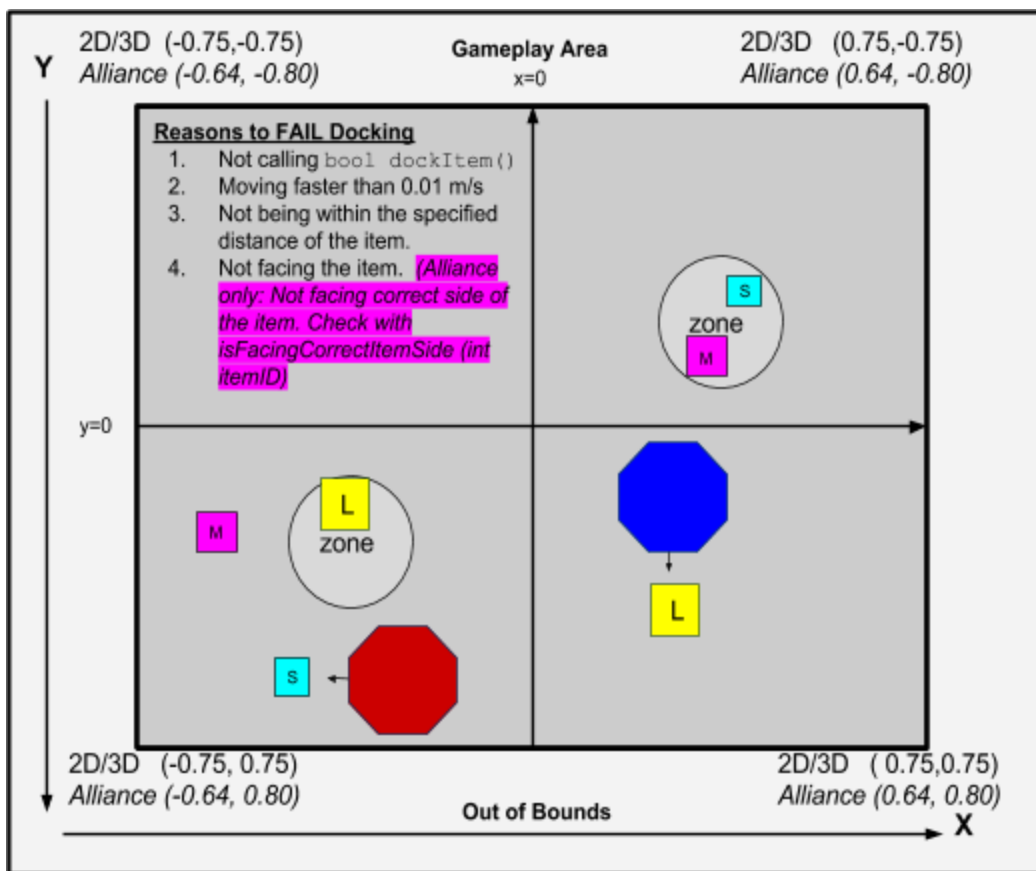 2D/3D (-0.75,-0.75)
Alliance (-0.64, -0.80)
Gameplay Area
x=0
2D/3D (0.75,-0.75)
Alliance (0.64, -0.80)
Y
Reasons to FAIL Docking
1. Not calling bool dockItem()
2. Moving faster than 0.01 m/s
3. Not being within the specified
distance of the item.
4. Not facing the item. (Alliance
only: Not facing correct side of
the item. Check with
isFacingCorrectItemSide (int
itemID)
S
zone
M
y=0
L
zone
M
L
S
2D/3D (-0.75, 0.75)
Alliance (-0.64, 0.80)
Out of Bounds
2D/3D ( 0.75,0.75)
Alliance (0.64, 0.80)
X